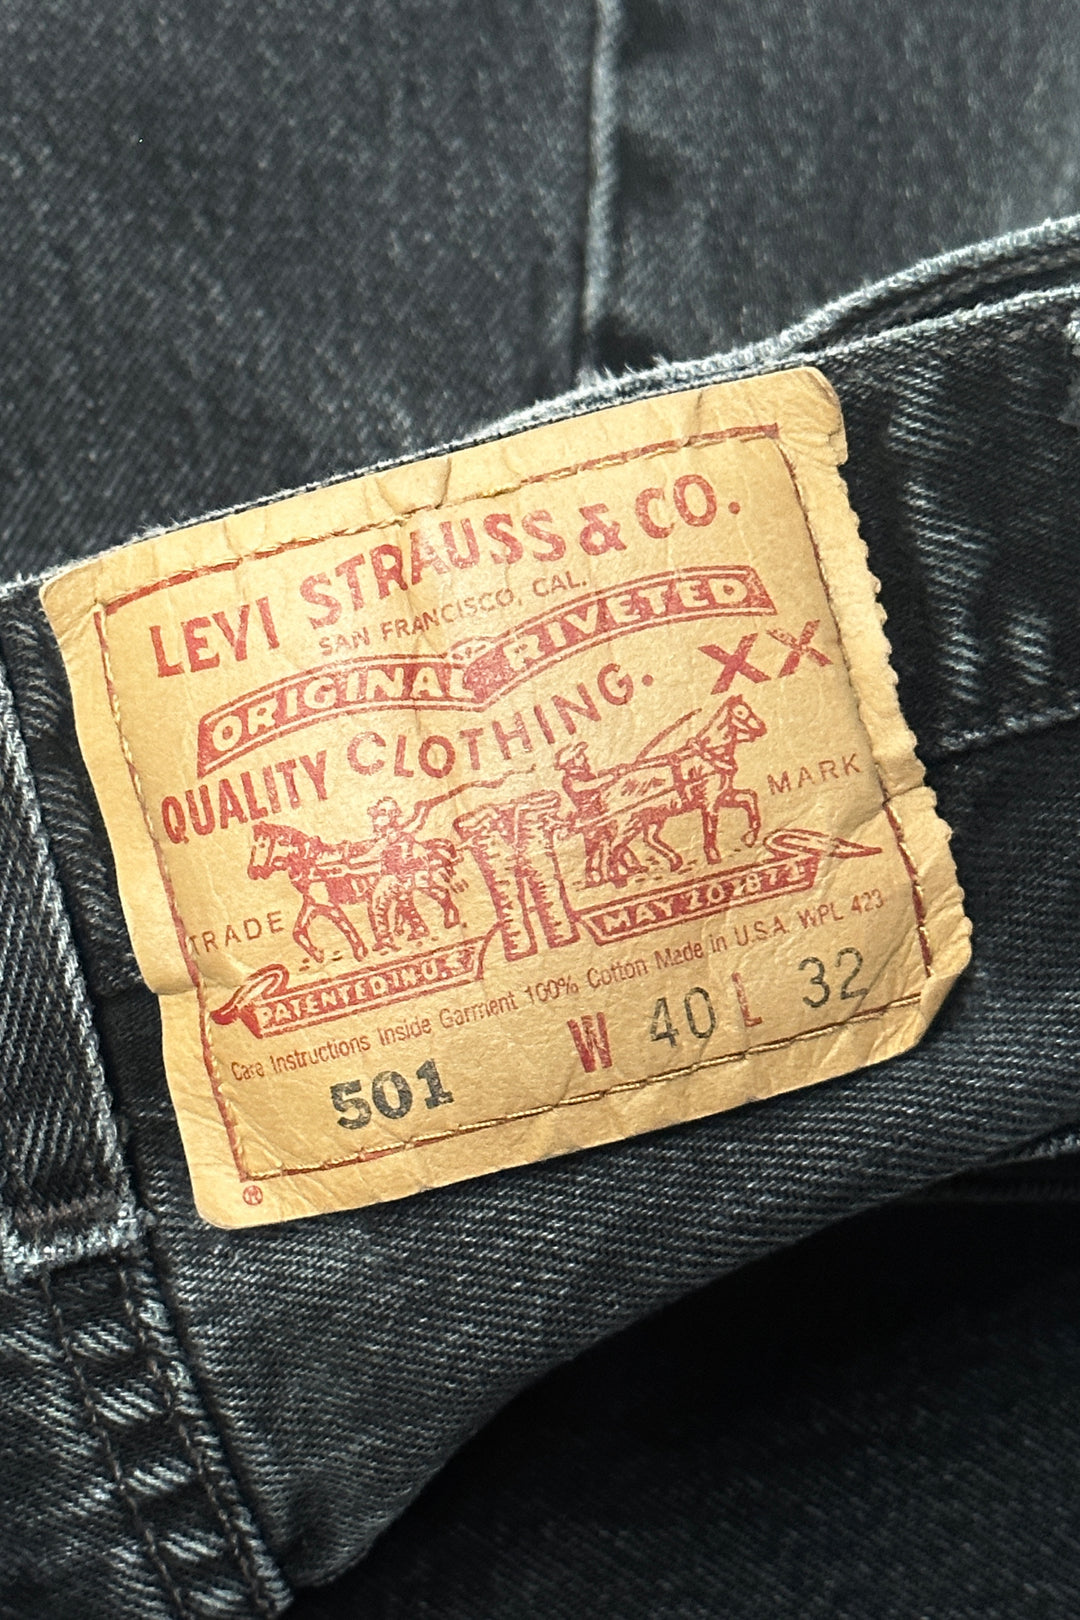 LEVI STRAUSS & CO.
SAN FRANCISCO, CAL.
ORIGINAL RIVETED
QUALITY CLOTHING. XX
TRADE MARK
PATENTED IN U.S. MAY 20 1873
Care Instructions Inside Garment 100% Cotton Made in U.S.A. WPL 423
501 W 40 L 32
®